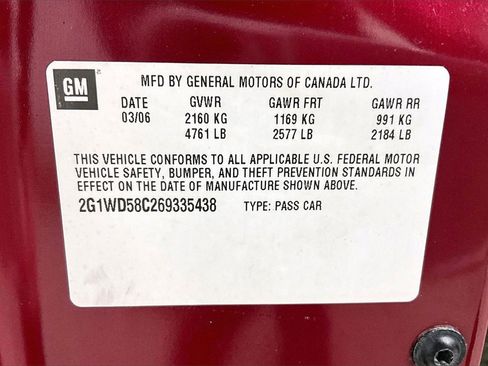 GM
MFD BY GENERAL MOTORS OF CANADA LTD.
DATE GVWR GAWR FRT GAWR RR
03/06 2160 KG 1169 KG 991 KG
4761 LB 2577 LB 2184 LB
THIS VEHICLE CONFORMS TO ALL APPLICABLE U.S. FEDERAL MOTOR
VEHICLE SAFETY, BUMPER, AND THEFT PREVENTION STANDARDS IN
EFFECT ON THE DATE OF MANUFACTURE SHOWN ABOVE.
2G1WD58C269335438 TYPE: PASS CAR